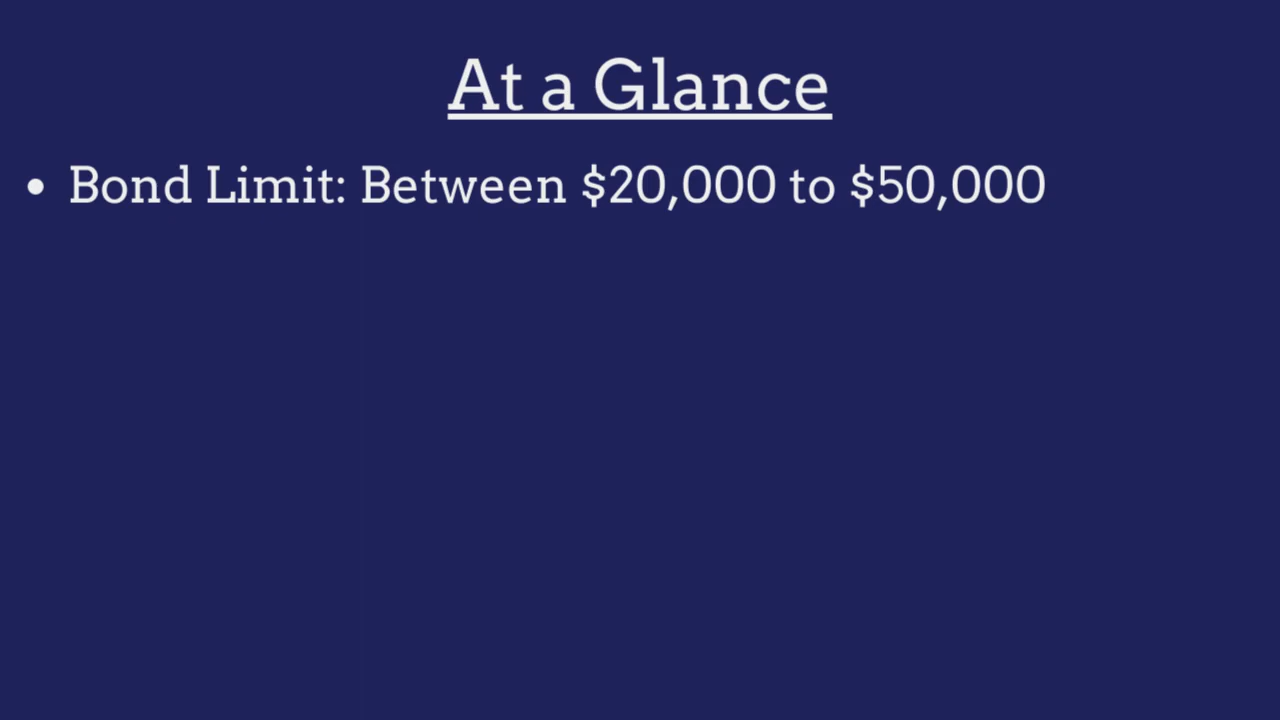 At a Glance
• Bond Limit: Between $20,000 to $50,000